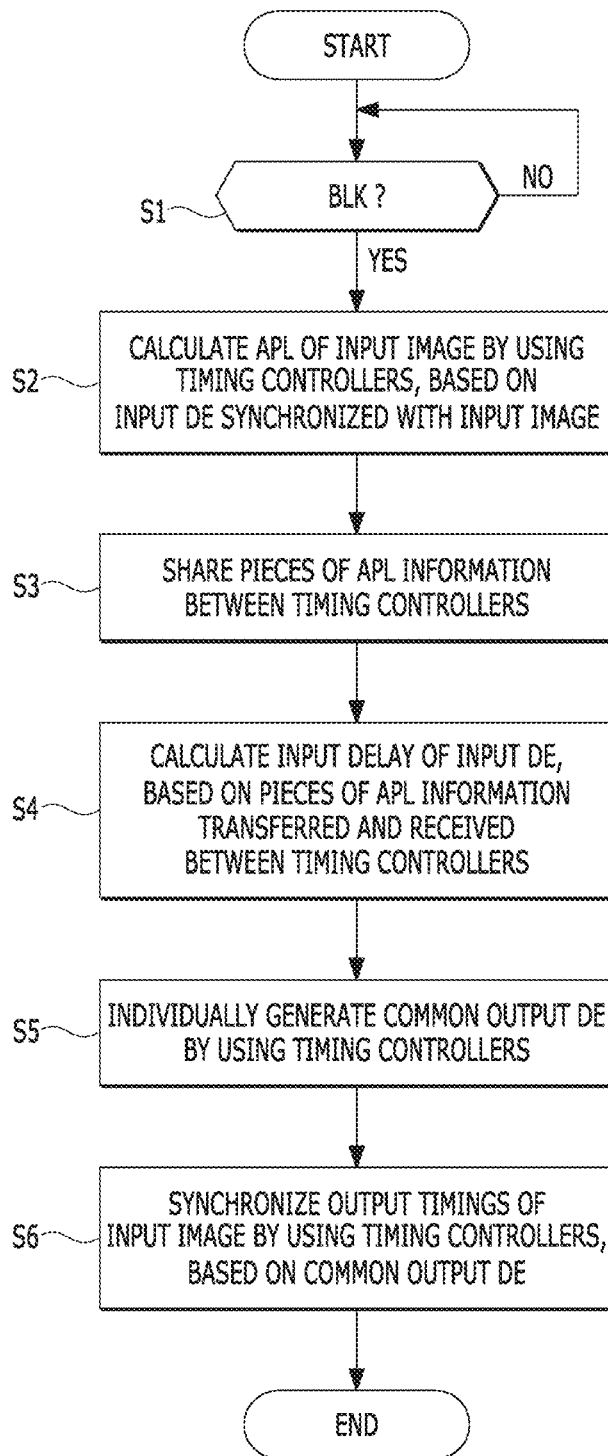 START
NO
BLK ?
S1
YES
CALCULATE APL OF INPUT IMAGE BY USING
TIMING CONTROLLERS, BASED ON
INPUT DE SYNCHRONIZED WITH INPUT IMAGE
S2
SHARE PIECES OF APL INFORMATION
BETWEEN TIMING CONTROLLERS
S3
CALCULATE INPUT DELAY OF INPUT DE,
BASED ON PIECES OF APL INFORMATION
TRANSFERRED AND RECEIVED
BETWEEN TIMING CONTROLLERS
S4
INDIVIDUALLY GENERATE COMMON OUTPUT DE
BY USING TIMING CONTROLLERS
S5
SYNCHRONIZE OUTPUT TIMINGS OF
INPUT IMAGE BY USING TIMING CONTROLLERS,
BASED ON COMMON OUTPUT DE
S6
END